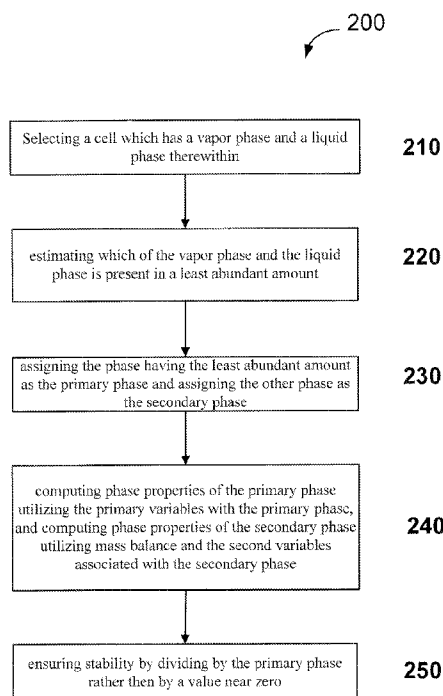 200
Selecting a cell which has a vapor phase and a liquid
phase therewithin
210
estimating which of the vapor phase and the liquid
phase is present in a least abundant amount
220
assigning the phase having the least abundant amount
as the primary phase and assigning the other phase as
the secondary phase
230
computing phase properties of the primary phase
utilizing the primary variables with the primary phase,
and computing phase properties of the secondary phase
utilizing mass balance and the second variables
associated with the secondary phase
240
ensuring stability by dividing by the primary phase
rather then by a value near zero
250